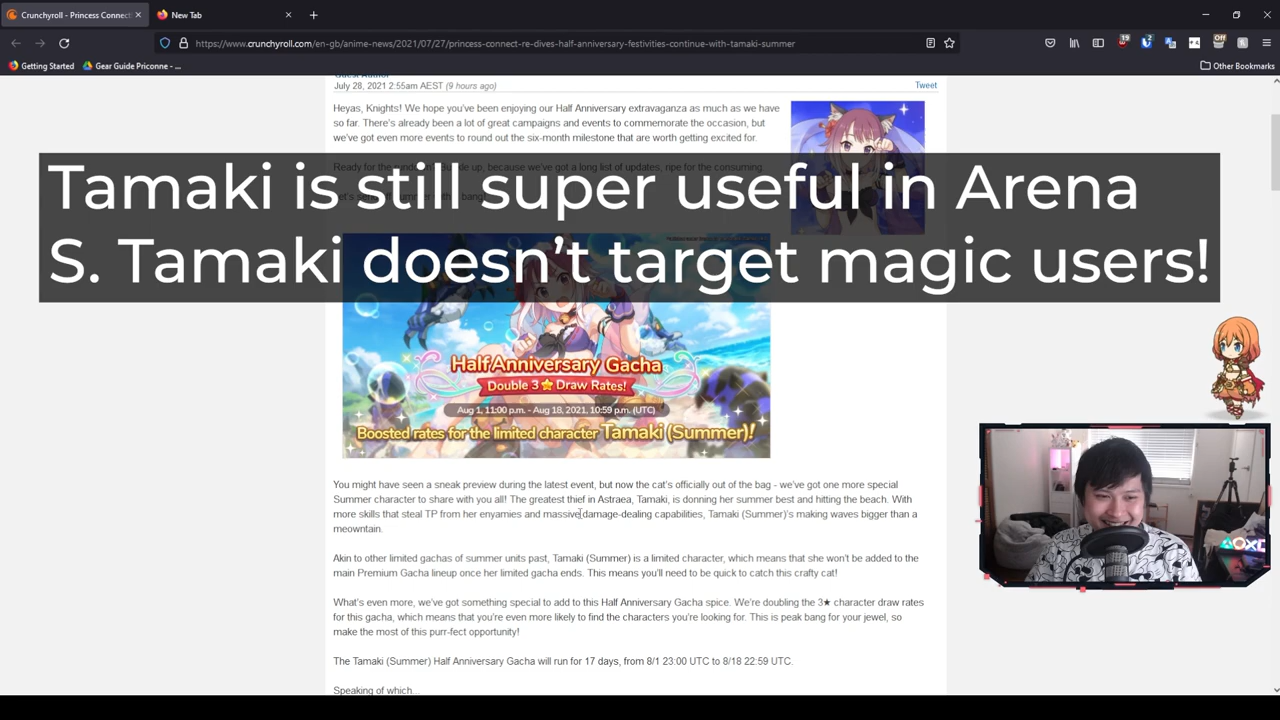 Crunchyroll - Princess Connect
New Tab
https://www.crunchyroll.com/en-gb/anime-news/2021/07/27/princess-connect-re-dives-half-anniversary-festivities-continue-with-tamaki-summer
19
2
Off
Getting Started
Gear Guide Priconne - ...
Other Bookmarks
Guest Author
July 28, 2021 2:55am AEST (9 hours ago)
Tweet
Heyas, Knights! We hope you've been enjoying our Half Anniversary extravaganza as much as we have
so far. There's already been a lot of great campaigns and events to commemorate the occasion, but
we've got even more events to round out the six-month milestone that are worth getting excited for.
Tamaki is still super useful in Arena
S. Tamaki doesn't target magic users!
Half Anniversary Gacha
Double 3★ Draw Rates!
Aug 1, 11:00 p.m. - Aug 18, 2021, 10:59 p.m. (UTC)
Boosted rates for the limited character Tamaki (Summer)!
You might have seen a sneak preview during the latest event, but now the cat's officially out of the bag - we've got one more special
Summer character to share with you all! The greatest thief in Astraea, Tamaki, is donning her summer best and hitting the beach. With
more skills that steal TP from her enyamies and massive damage-dealing capabilities, Tamaki (Summer)'s making waves bigger than a
meowntain.
Akin to other limited gachas of summer units past, Tamaki (Summer) is a limited character, which means that she won't be added to the
main Premium Gacha lineup once her limited gacha ends. This means you'll need to be quick to catch this crafty cat!
What's even more, we've got something special to add to this Half Anniversary Gacha spice. We're doubling the 3★ character draw rates
for this gacha, which means that you're even more likely to find the characters you're looking for. This is peak bang for your jewel, so
make the most of this purr-fect opportunity!
The Tamaki (Summer) Half Anniversary Gacha will run for 17 days, from 8/1 23:00 UTC to 8/18 22:59 UTC.
Speaking of which...